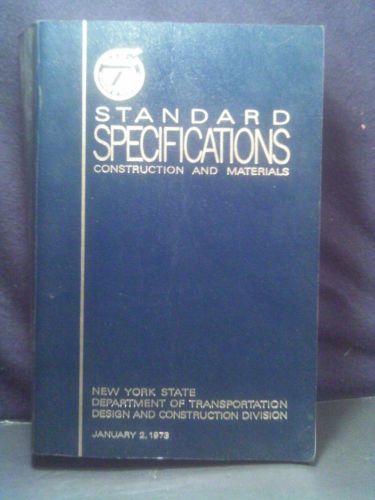 STANDARD
SPECIFICATIONS
CONSTRUCTION AND MATERIALS
NEW YORK STATE
DEPARTMENT OF TRANSPORTATION
DESIGN AND CONSTRUCTION DIVISION
JANUARY 2, 1973